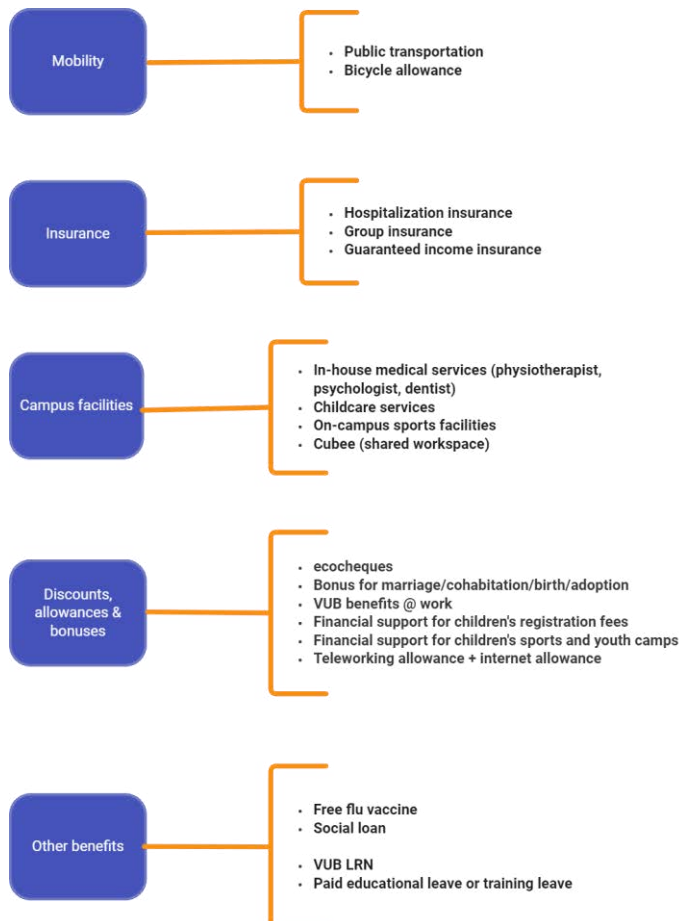 Mobility
• Public transportation
• Bicycle allowance
Insurance
• Hospitalization insurance
• Group insurance
• Guaranteed income insurance
Campus facilities
• In-house medical services (physiotherapist,
psychologist, dentist)
• Childcare services
• On-campus sports facilities
• Cubee (shared workspace)
Discounts,
allowances &
bonuses
• ecocheques
• Bonus for marriage/cohabitation/birth/adoption
• VUB benefits @ work
• Financial support for children's registration fees
• Financial support for children's sports and youth camps
• Teleworking allowance + internet allowance
Other benefits
• Free flu vaccine
• Social loan
• VUB LRN
• Paid educational leave or training leave